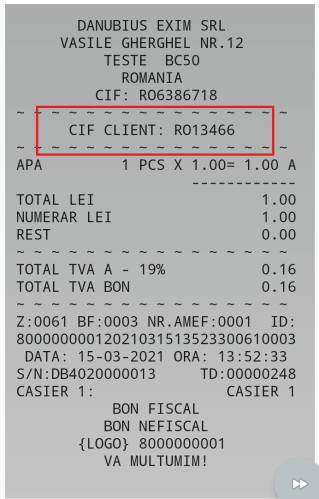 DANUBIUS EXIM SRL
VASILE GHERGHEL NR.12
TESTE BC50
ROMANIA
CIF: RO6386718
~ ~ ~ ~ ~ ~ ~ ~ ~ ~ ~ ~ ~ ~ ~ ~
CIF CLIENT: RO13466
~ ~ ~ ~ ~ ~ ~ ~ ~ ~ ~ ~ ~ ~ ~ ~
APA 1 PCS X 1.00= 1.00 A
------------
TOTAL LEI 1.00
NUMERAR LEI 1.00
REST 0.00
~ ~ ~ ~ ~ ~ ~ ~ ~ ~ ~ ~ ~ ~ ~ ~
TOTAL TVA A - 19% 0.16
TOTAL TVA BON 0.16
~ ~ ~ ~ ~ ~ ~ ~ ~ ~ ~ ~ ~ ~ ~ ~
Z:0061 BF:0003 NR.AMEF:0001 ID:
80000000012021031513523300610003
DATA: 15-03-2021 ORA: 13:52:33
S/N:DB4020000013 TD:00000248
CASIER 1: CASIER 1
BON FISCAL
BON NEFISCAL
{LOGO} 8000000001
VA MULTUMIM!